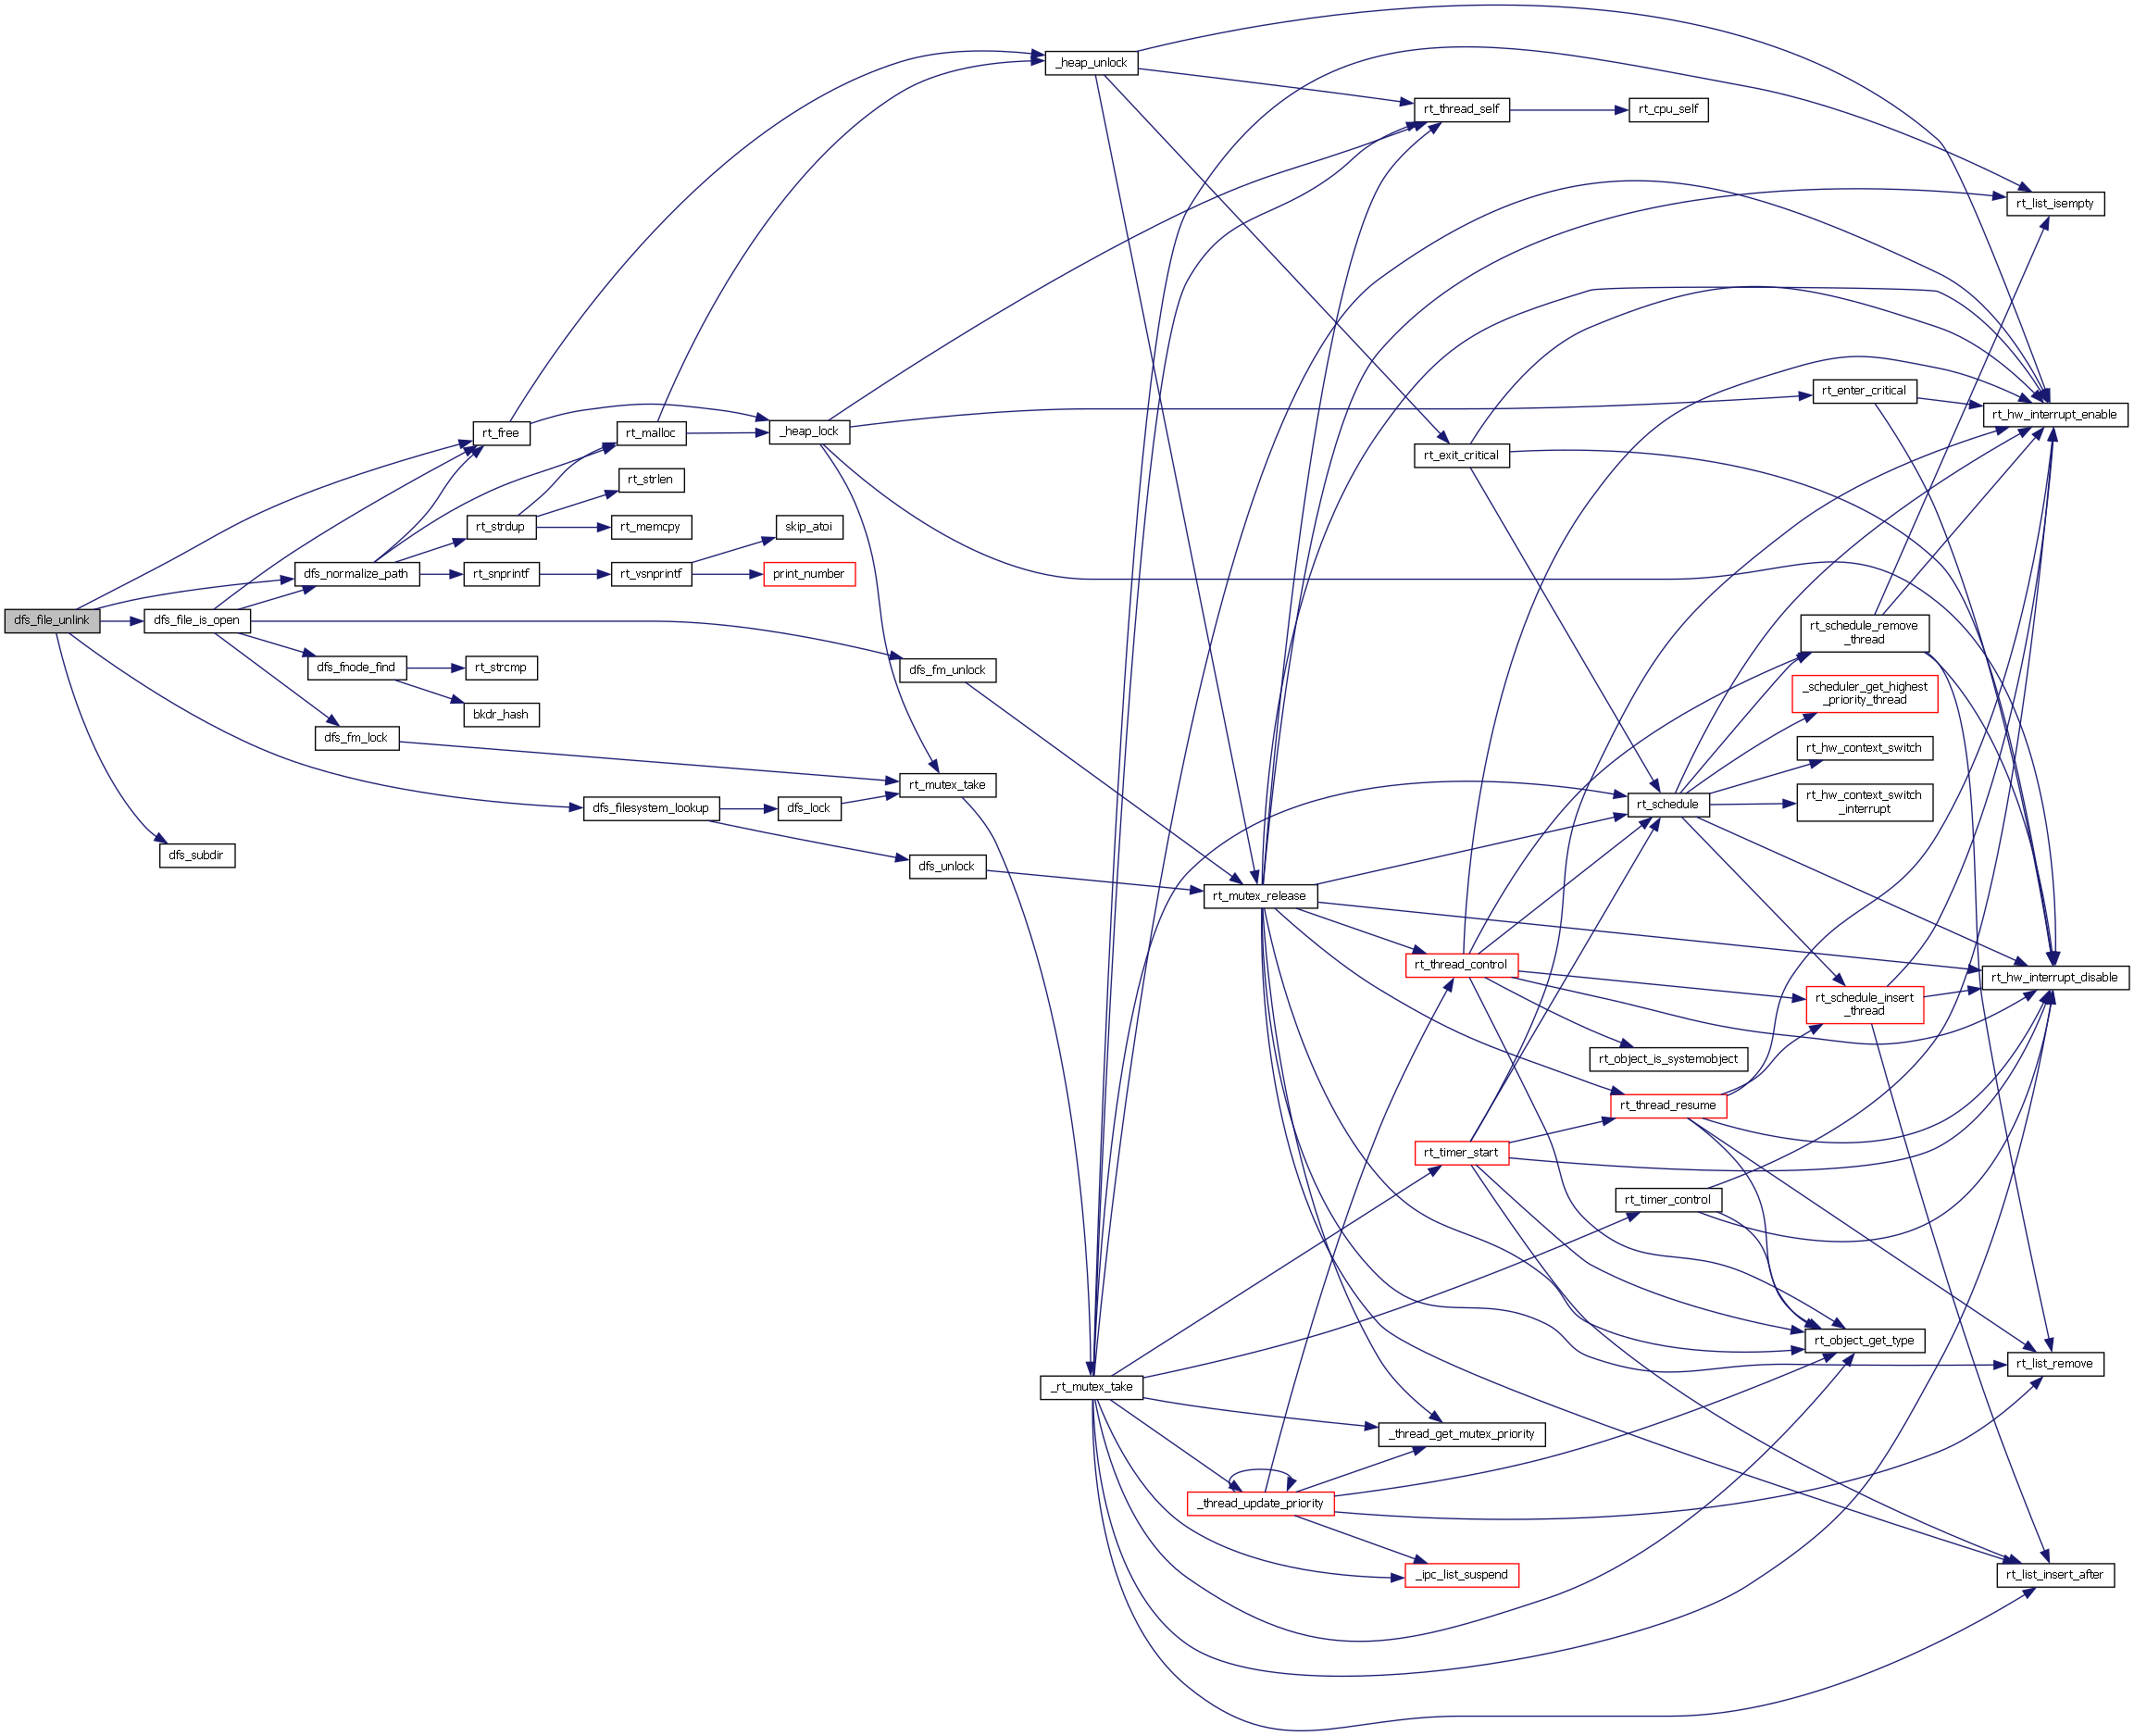 _heap_unlock
rt_thread_self
rt_cpu_self
rt_list_isempty
rt_enter_critical
rt_hw_interrupt_enable
rt_free
rt_malloc
_heap_lock
rt_exit_critical
rt_strlen
rt_strdup
rt_memcpy
skip_atoi
dfs_normalize_path
rt_snprintf
rt_vsnprintf
print_number
dfs_file_unlink
dfs_file_is_open
rt_schedule_remove
_thread
dfs_fnode_find
rt_strcmp
dfs_fm_unlock
_scheduler_get_highest
_priority_thread
bkdr_hash
dfs_fm_lock
rt_hw_context_switch
rt_mutex_take
dfs_filesystem_lookup
dfs_lock
rt_schedule
rt_hw_context_switch
_interrupt
dfs_subdir
dfs_unlock
rt_mutex_release
rt_thread_control
rt_hw_interrupt_disable
rt_schedule_insert
_thread
rt_object_is_systemobject
rt_thread_resume
rt_timer_start
rt_timer_control
rt_object_get_type
rt_list_remove
_rt_mutex_take
_thread_get_mutex_priority
_thread_update_priority
_ipc_list_suspend
rt_list_insert_after